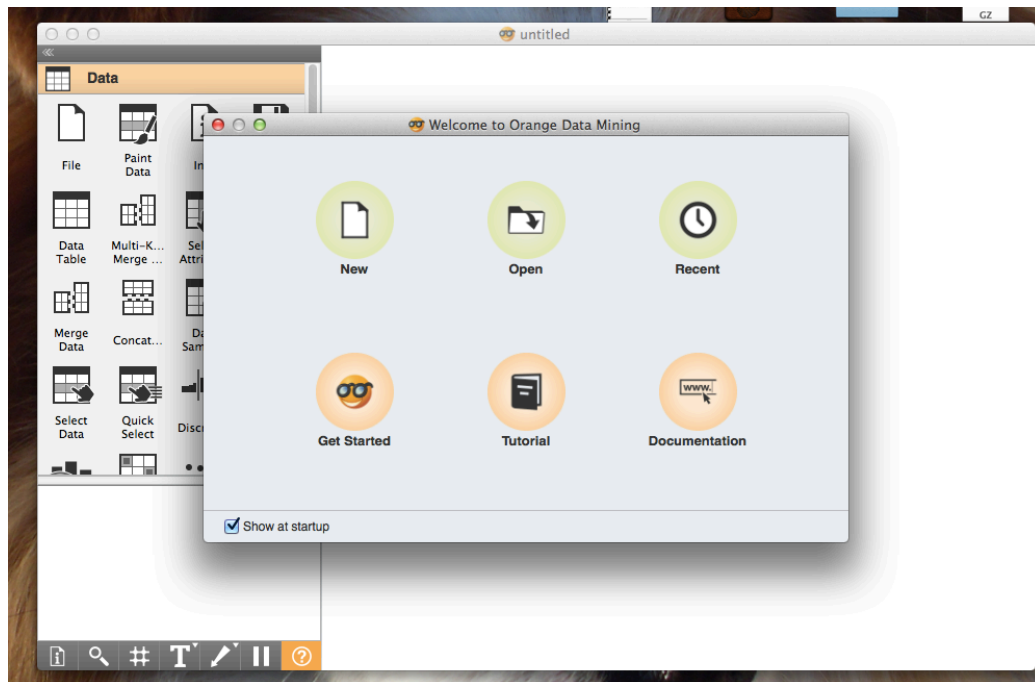 GZ
untitled
Data
File
Paint
Data
Data
Table
Multi-K...
Merge ...
Merge
Data
Concat...
Select
Data
Quick
Select
Welcome to Orange Data Mining
New
Open
Recent
www.
Get Started
Tutorial
Documentation
Show at startup